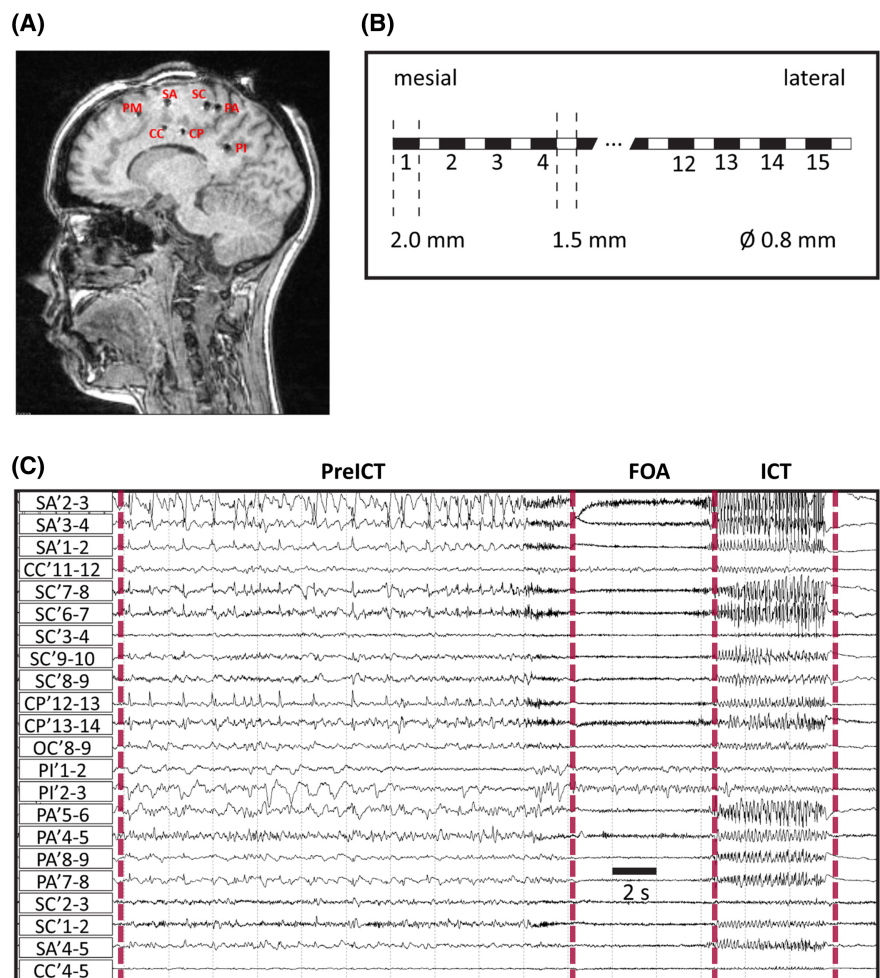 (A)
SA SC
PM PA
CC CP
PI
(B)
mesial lateral
1 2 3 4 ... 12 13 14 15
2.0 mm 1.5 mm Ø 0.8 mm
(C)
PreICT FOA ICT
SA'2-3
SA'3-4
SA'1-2
CC'11-12
SC'7-8
SC'6-7
SC'3-4
SC'9-10
SC'8-9
CP'12-13
CP'13-14
OC'8-9
PI'1-2
PI'2-3
PA'5-6
PA'4-5
PA'8-9
PA'7-8
2 s
SC'2-3
SC'1-2
SA'4-5
CC'4-5